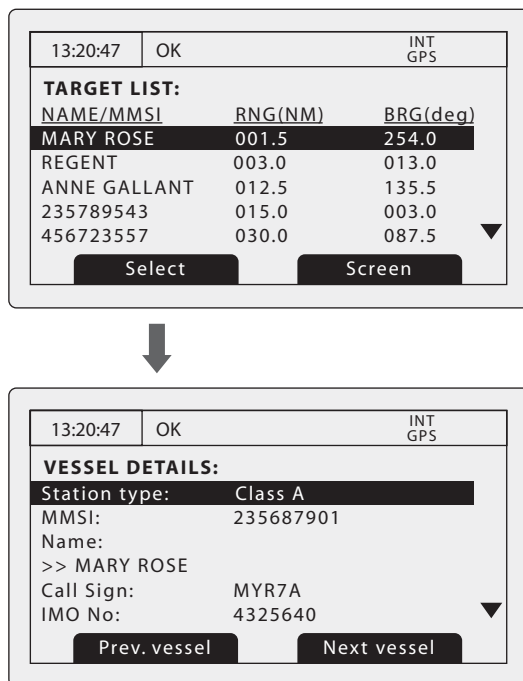 13:20:47 OK INT GPS
TARGET LIST:
NAME/MMSI RNG(NM) BRG(deg)
MARY ROSE 001.5 254.0
REGENT 003.0 013.0
ANNE GALLANT 012.5 135.5
235789543 015.0 003.0
456723557 030.0 087.5
Select Screen
13:20:47 OK INT GPS
VESSEL DETAILS:
Station type: Class A
MMSI: 235687901
Name:
>> MARY ROSE
Call Sign: MYR7A
IMO No: 4325640
Prev. vessel Next vessel